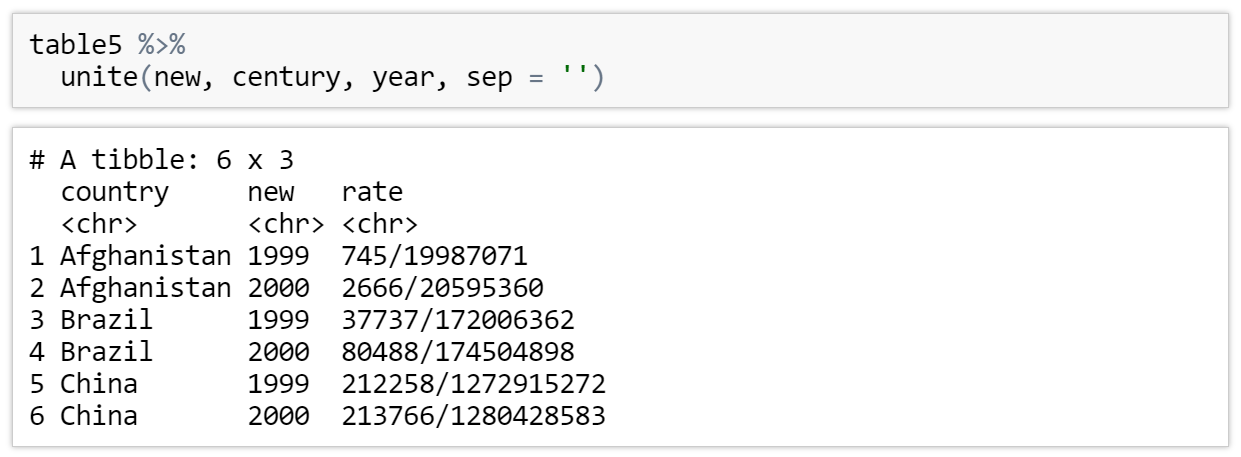 table5 %>%
  unite(new, century, year, sep = '')
# A tibble: 6 x 3
  country     new   rate
  <chr>       <chr> <chr>
1 Afghanistan 1999  745/19987071
2 Afghanistan 2000  2666/20595360
3 Brazil      1999  37737/172006362
4 Brazil      2000  80488/174504898
5 China       1999  212258/1272915272
6 China       2000  213766/1280428583